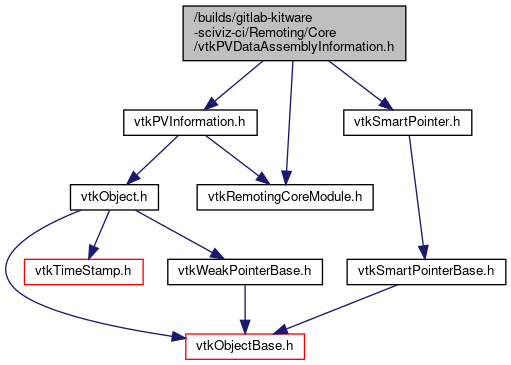 /builds/gitlab-kitware
-sciviz-ci/Remoting/Core
/vtkPVDataAssemblyInformation.h
vtkPVInformation.h
vtkSmartPointer.h
vtkObject.h
vtkRemotingCoreModule.h
vtkTimeStamp.h
vtkWeakPointerBase.h
vtkSmartPointerBase.h
vtkObjectBase.h